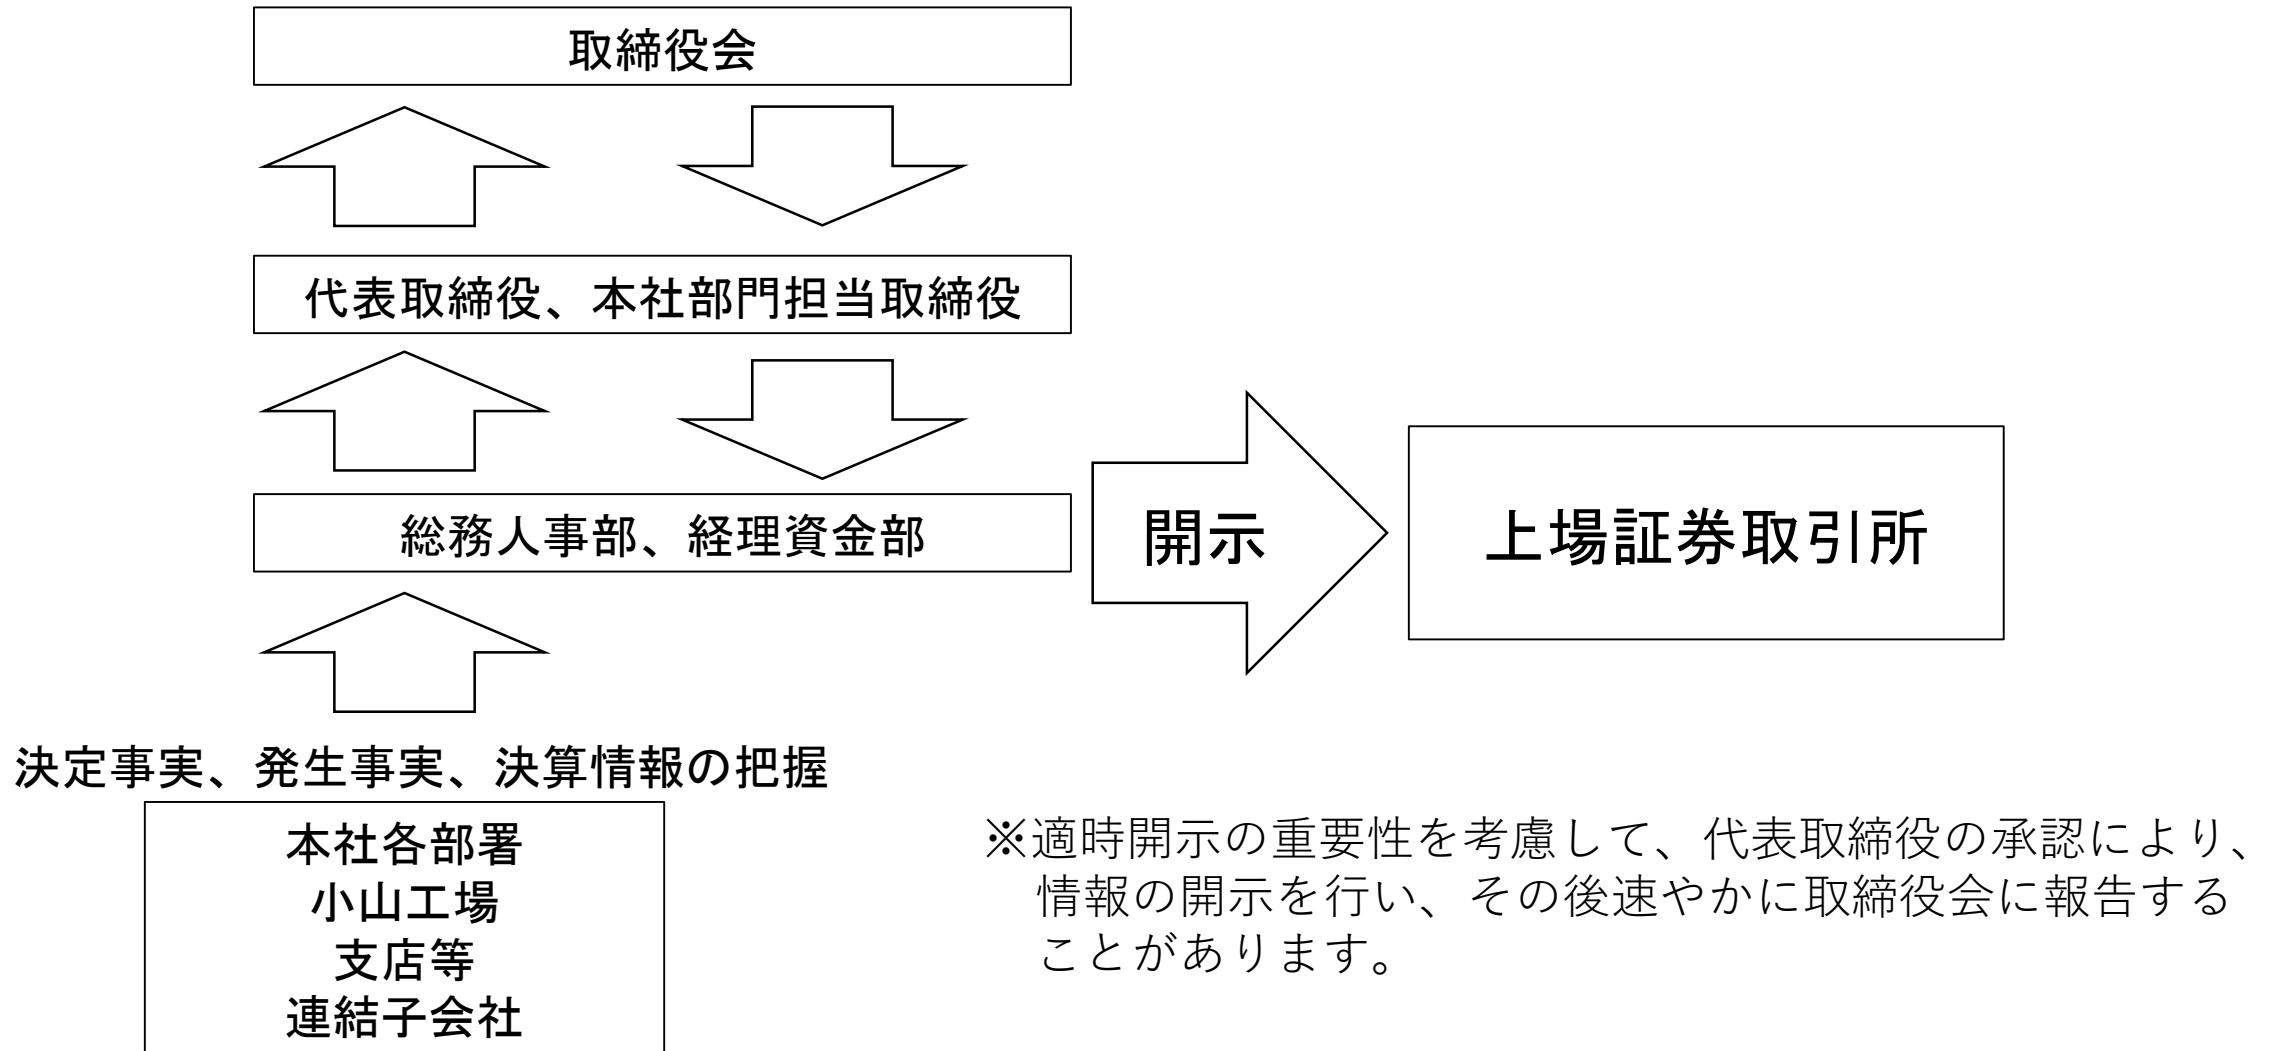 取締役会
代表取締役、本社部門担当取締役
総務人事部、経理資金部
開示
上場証券取引所
決定事実、発生事実、決算情報の把握
本社各部署
小山工場
支店等
連結子会社
※適時開示の重要性を考慮して、代表取締役の承認により、
情報の開示を行い、その後速やかに取締役会に報告する
ことがあります。